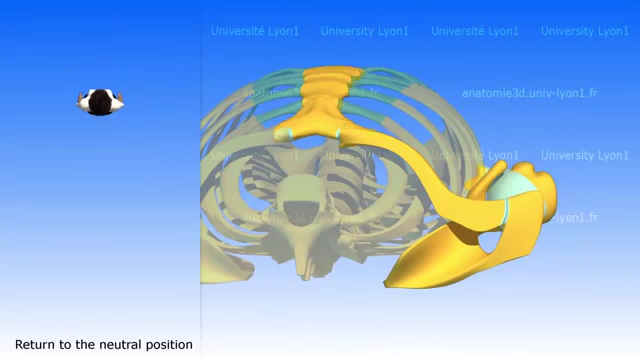 Université Lyon1 University Lyon1 Université Lyon1 University Lyon1
anatomie3d.univ-lyon1.fr anatomie3d.univ-lyon1.fr
Université Lyon1 University Lyon1 Université Lyon1 University Lyon1
anatomie3d.univ-lyon1.fr lyon1.fr
Return to the neutral position